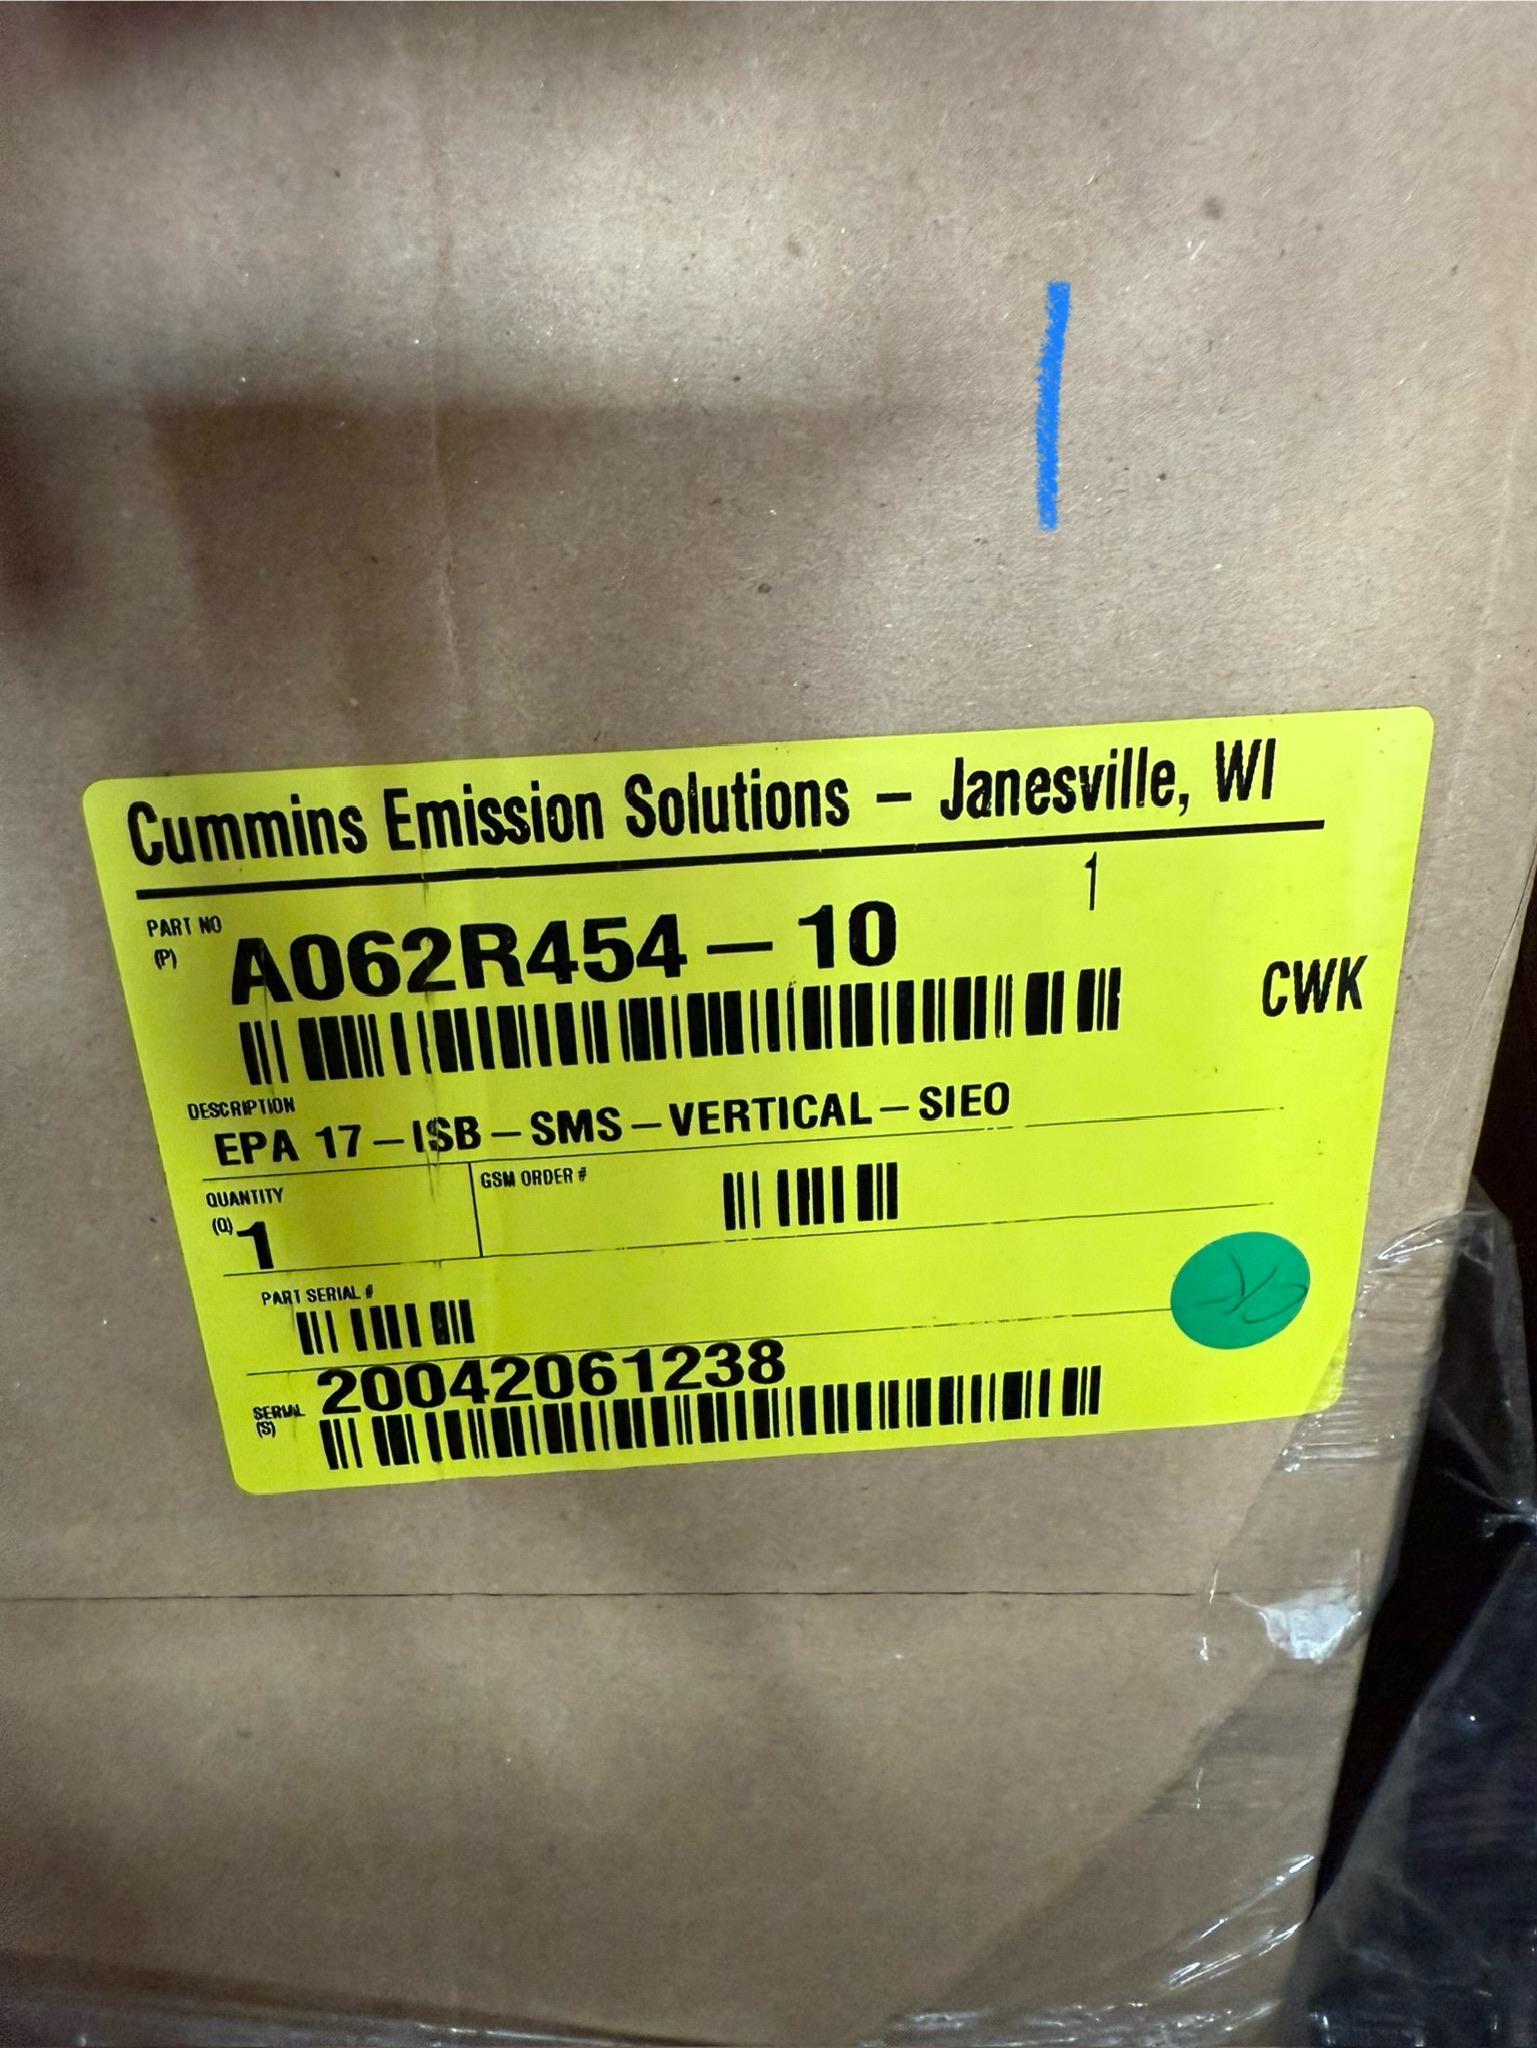 Cummins Emission Solutions – Janesville, WI
1
PART NO
(P)
A062R454–10
CWK
DESCRIPTION
EPA 17–ISB–SMS–VERTICAL–SIEO
QUANTITY
(Q)
1
GSM ORDER #
PART SERIAL #
20042061238
SERIAL
(S)